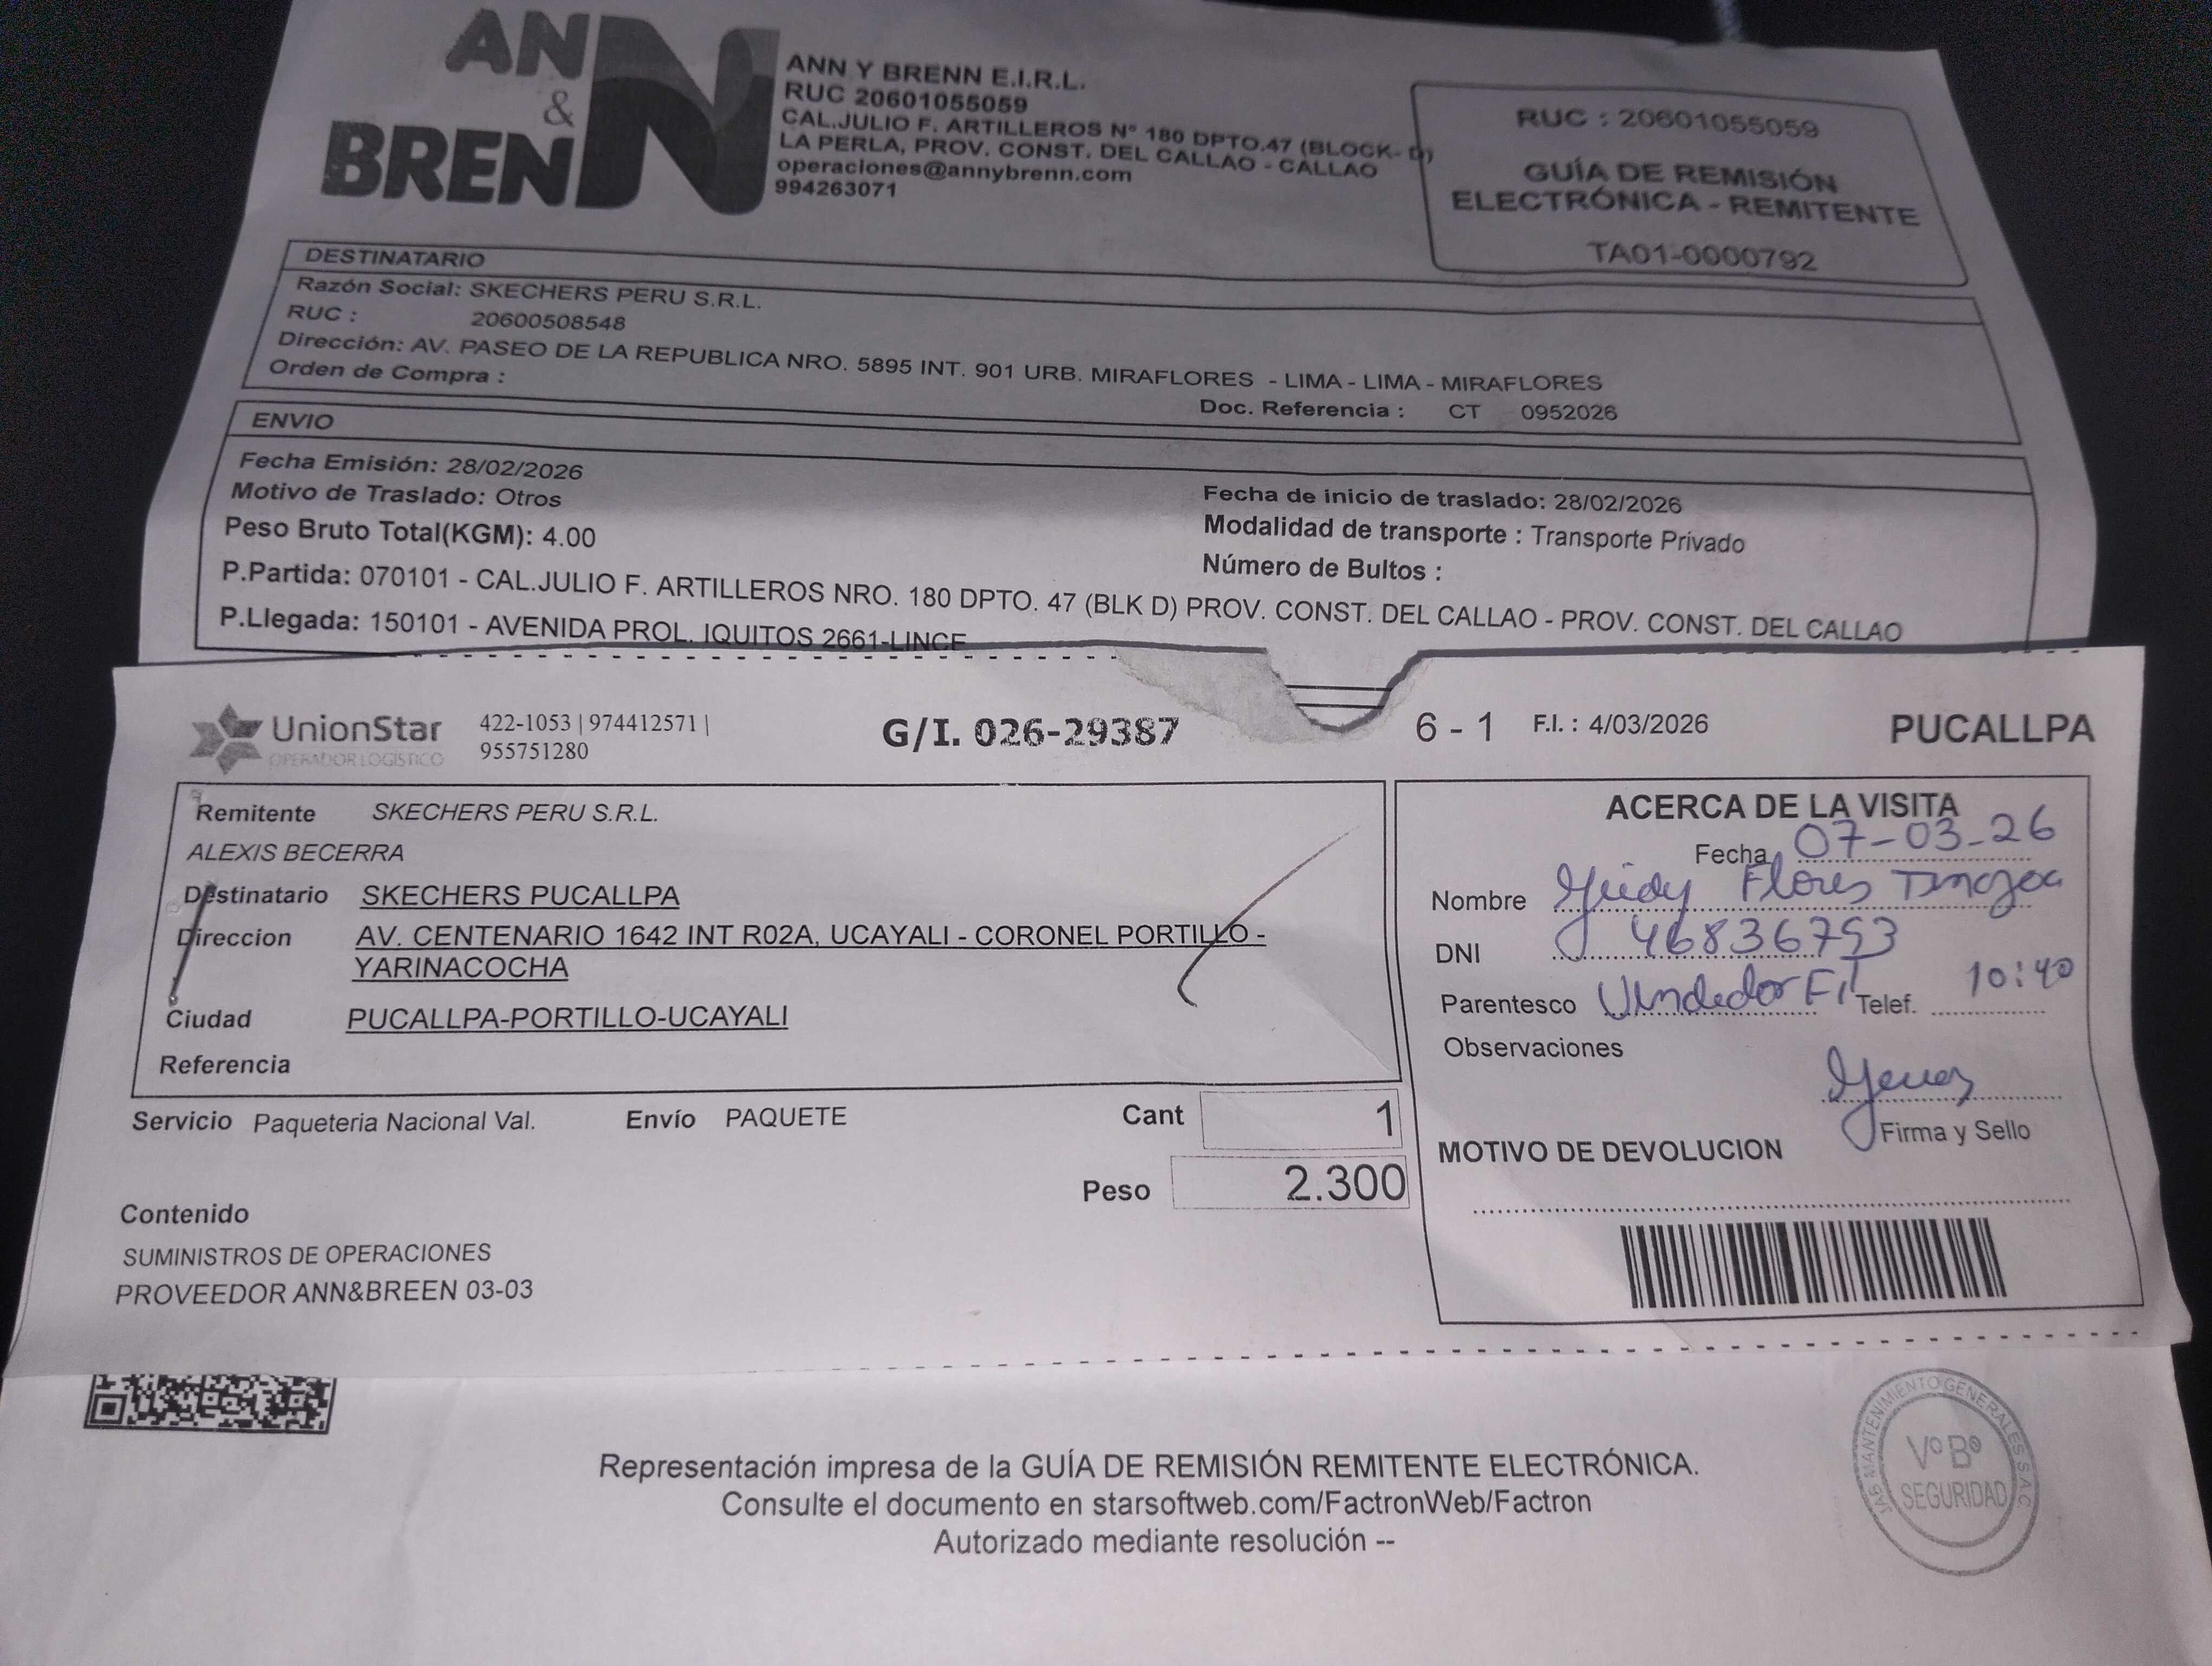 AN
&
BRENN
ANN Y BRENN E.I.R.L.
RUC 20601055059
CAL.JULIO F. ARTILLEROS Nº 180 DPTO.47 (BLOCK- D)
LA PERLA, PROV. CONST. DEL CALLAO - CALLAO
operaciones@annybrenn.com
994263071
RUC : 20601055059
GUÍA DE REMISIÓN
ELECTRÓNICA - REMITENTE
TA01-0000792
DESTINATARIO
Razón Social: SKECHERS PERU S.R.L.
RUC : 20600508548
Dirección: AV. PASEO DE LA REPUBLICA NRO. 5895 INT. 901 URB. MIRAFLORES - LIMA - LIMA - MIRAFLORES
Orden de Compra :
Doc. Referencia : CT 0952026
ENVIO
Fecha Emisión: 28/02/2026
Fecha de inicio de traslado: 28/02/2026
Motivo de Traslado: Otros
Modalidad de transporte : Transporte Privado
Peso Bruto Total(KGM): 4.00
Número de Bultos :
P.Partida: 070101 - CAL.JULIO F. ARTILLEROS NRO. 180 DPTO. 47 (BLK D) PROV. CONST. DEL CALLAO - PROV. CONST. DEL CALLAO
P.Llegada: 150101 - AVENIDA PROL. IQUITOS 2661-LINCE
UnionStar
OPERADOR LOGÍSTICO
422-1053 | 974412571 |
955751280
G/I. 026-29387
6 - 1 F.I. : 4/03/2026
PUCALLPA
Remitente SKECHERS PERU S.R.L.
ALEXIS BECERRA
Destinatario SKECHERS PUCALLPA
Direccion AV. CENTENARIO 1642 INT R02A, UCAYALI - CORONEL PORTILLO -
YARINACOCHA
Ciudad PUCALLPA-PORTILLO-UCAYALI
Referencia
ACERCA DE LA VISITA
Fecha 07-03-26
Nombre Flores
DNI 46836753
Parentesco Vendedor Telef. 10:40
Observaciones
Firma y Sello
MOTIVO DE DEVOLUCION
Servicio Paqueteria Nacional Val. Envío PAQUETE Cant 1
Peso 2.300
Contenido
SUMINISTROS DE OPERACIONES
PROVEEDOR ANN&BREEN 03-03
Representación impresa de la GUÍA DE REMISIÓN REMITENTE ELECTRÓNICA.
Consulte el documento en starsoftweb.com/FactronWeb/Factron
Autorizado mediante resolución --
MANTENIMIENTO GENERALES S.A.C.
Vº Bº
SEGURIDAD